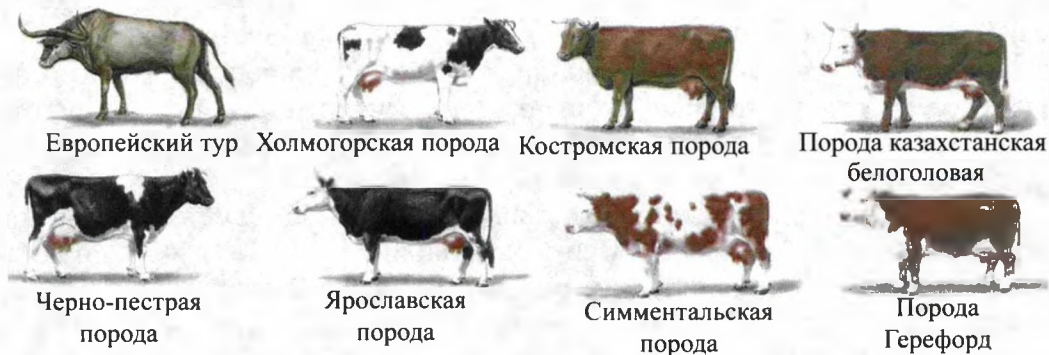 Европейский тур
Холмогорская порода
Костромская порода
Порода казахстанская
белоголовая
Черно-пестрая
порода
Ярославская
порода
Симментальская
порода
Порода
Герефорд